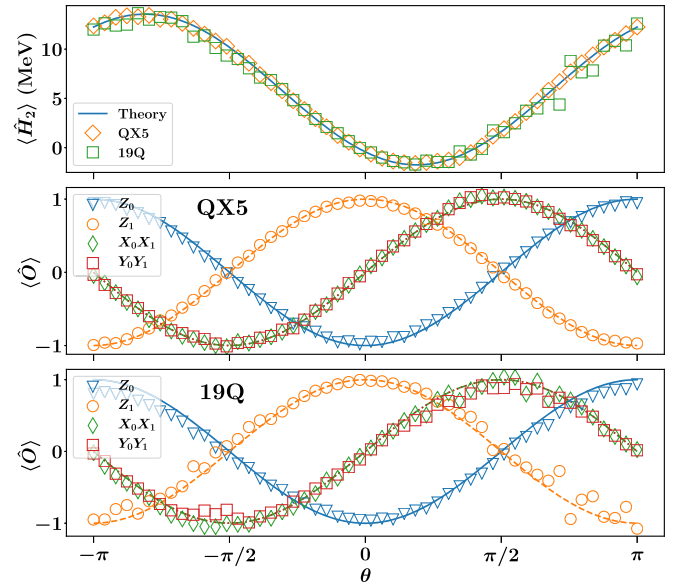 ⟨Ĥ₂⟩ (MeV)
10
5
0
Theory
QX5
19Q
⟨Ô⟩
1
0
−1
Z₀
Z₁
X₀X₁
Y₀Y₁
QX5
⟨Ô⟩
1
0
−1
Z₀
Z₁
X₀X₁
Y₀Y₁
19Q
−π
−π/2
0
π/2
π
θ